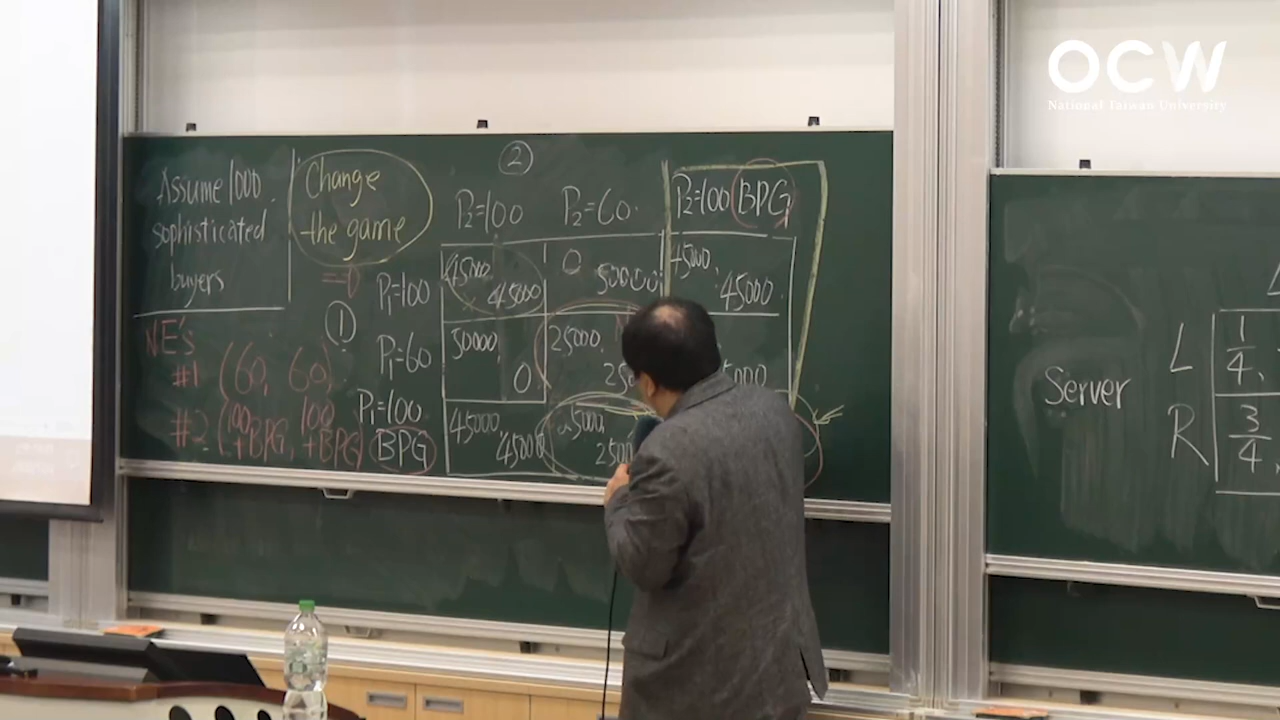 OCW
National Taiwan University
Assume 1000
sophisticated
buyers
Change
the game
②
P₂=100 P₂=60 P₂=100 BPG
①
P₁=100
45000 45000
0 50000
45000, 45000
P₁=60
50000 0
25000,
P₁=100
BPG
45000, 45000
NE's
#1 (60, 60)
#2 (100+BPG, 100+BPG)
Server
L 1/4,
R 3/4,